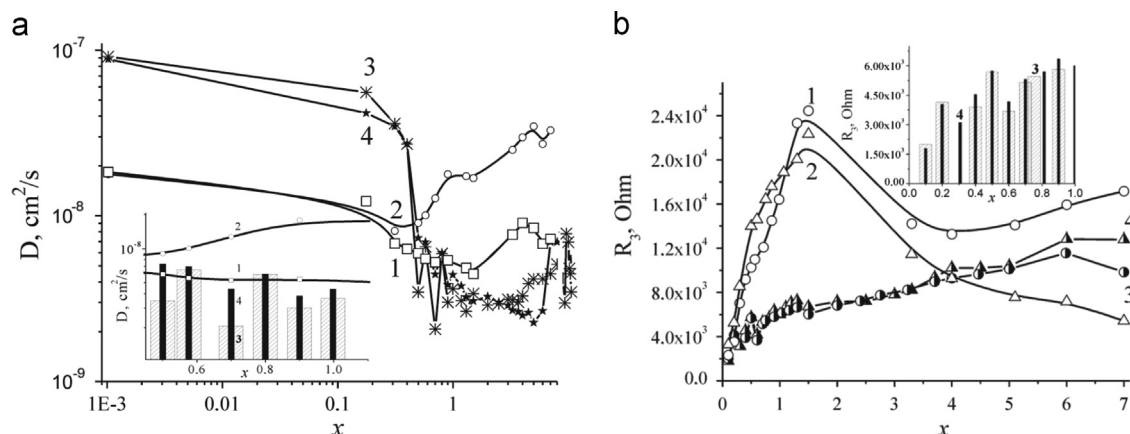 a
10⁻⁷
10⁻⁸
10⁻⁹
D, cm²/s
3
4
2
1
1E-3
0.01
0.1
1
x
10⁻⁸
D, cm²/s
2
1
4
3
0.6
0.8
1.0
x
b
R₃, Ohm
2.4x10⁴
2.0x10⁴
1.6x10⁴
1.2x10⁴
8.0x10³
4.0x10³
0.0
1
2
4
3
0
1
2
3
4
5
6
7
x
R₃, Ohm
6.00x10³
4.50x10³
3.00x10³
1.50x10³
0.00
3
4
0.0
0.2
0.4
0.6
0.8
1.0
x